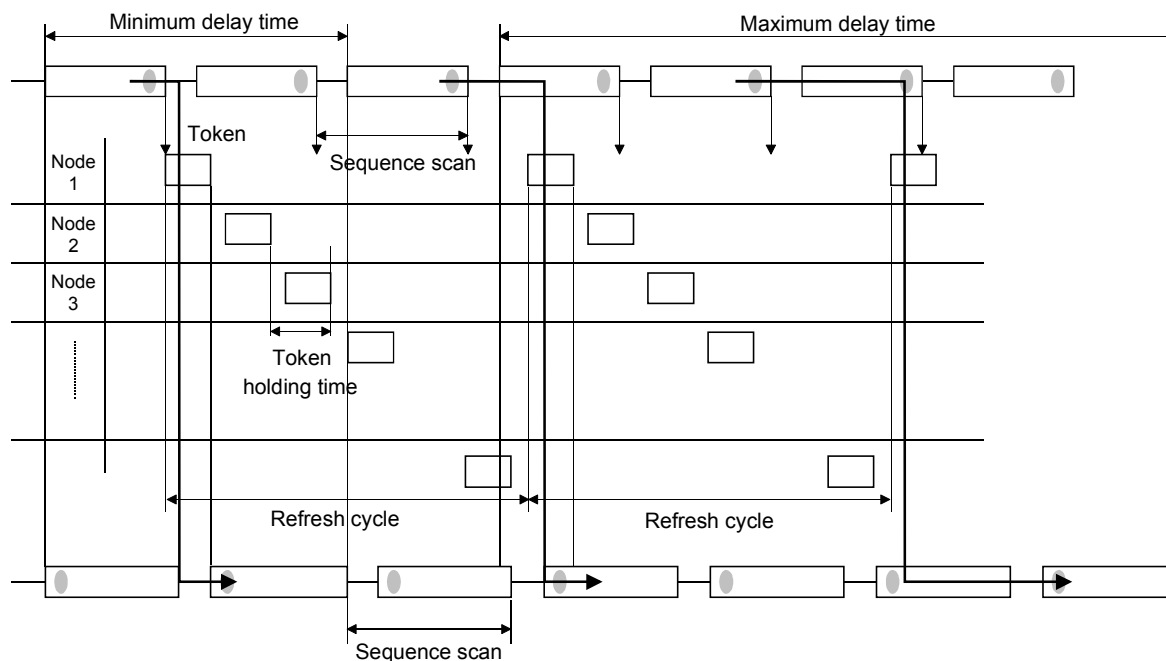 Minimum delay time
Maximum delay time
Token
Sequence scan
Node
1
Node
2
Node
3
Token
holding time
Refresh cycle
Refresh cycle
Sequence scan